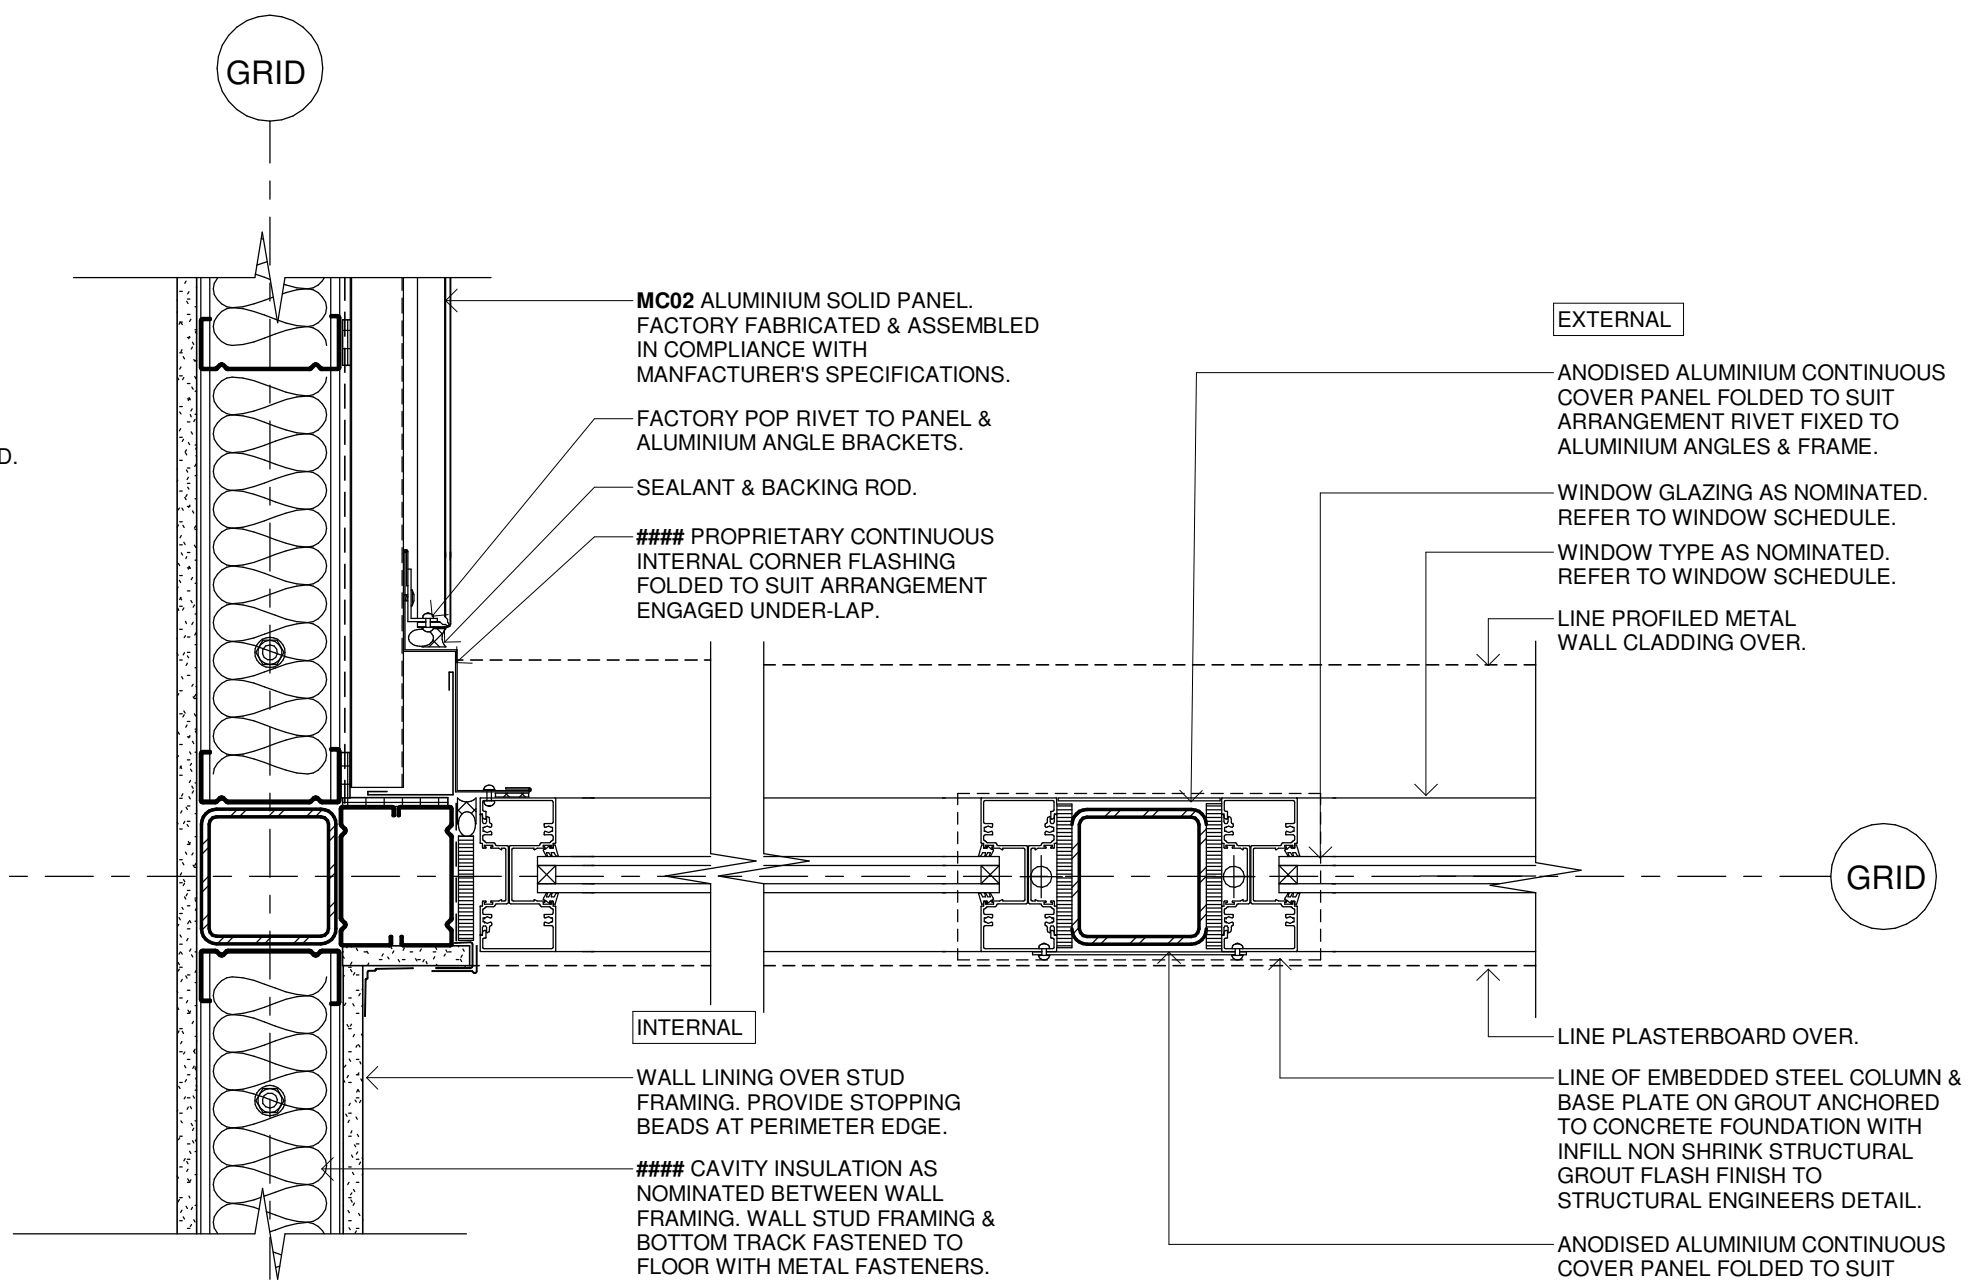 GRID
D.
MC02 ALUMINIUM SOLID PANEL.
FACTORY FABRICATED & ASSEMBLED
IN COMPLIANCE WITH
MANFACTURER'S SPECIFICATIONS.
FACTORY POP RIVET TO PANEL &
ALUMINIUM ANGLE BRACKETS.
SEALANT & BACKING ROD.
#### PROPRIETARY CONTINUOUS
INTERNAL CORNER FLASHING
FOLDED TO SUIT ARRANGEMENT
ENGAGED UNDER-LAP.
INTERNAL
WALL LINING OVER STUD
FRAMING. PROVIDE STOPPING
BEADS AT PERIMETER EDGE.
#### CAVITY INSULATION AS
NOMINATED BETWEEN WALL
FRAMING. WALL STUD FRAMING &
BOTTOM TRACK FASTENED TO
FLOOR WITH METAL FASTENERS.
EXTERNAL
ANODISED ALUMINIUM CONTINUOUS
COVER PANEL FOLDED TO SUIT
ARRANGEMENT RIVET FIXED TO
ALUMINIUM ANGLES & FRAME.
WINDOW GLAZING AS NOMINATED.
REFER TO WINDOW SCHEDULE.
WINDOW TYPE AS NOMINATED.
REFER TO WINDOW SCHEDULE.
LINE PROFILED METAL
WALL CLADDING OVER.
GRID
LINE PLASTERBOARD OVER.
LINE OF EMBEDDED STEEL COLUMN &
BASE PLATE ON GROUT ANCHORED
TO CONCRETE FOUNDATION WITH
INFILL NON SHRINK STRUCTURAL
GROUT FLASH FINISH TO
STRUCTURAL ENGINEERS DETAIL.
ANODISED ALUMINIUM CONTINUOUS
COVER PANEL FOLDED TO SUIT